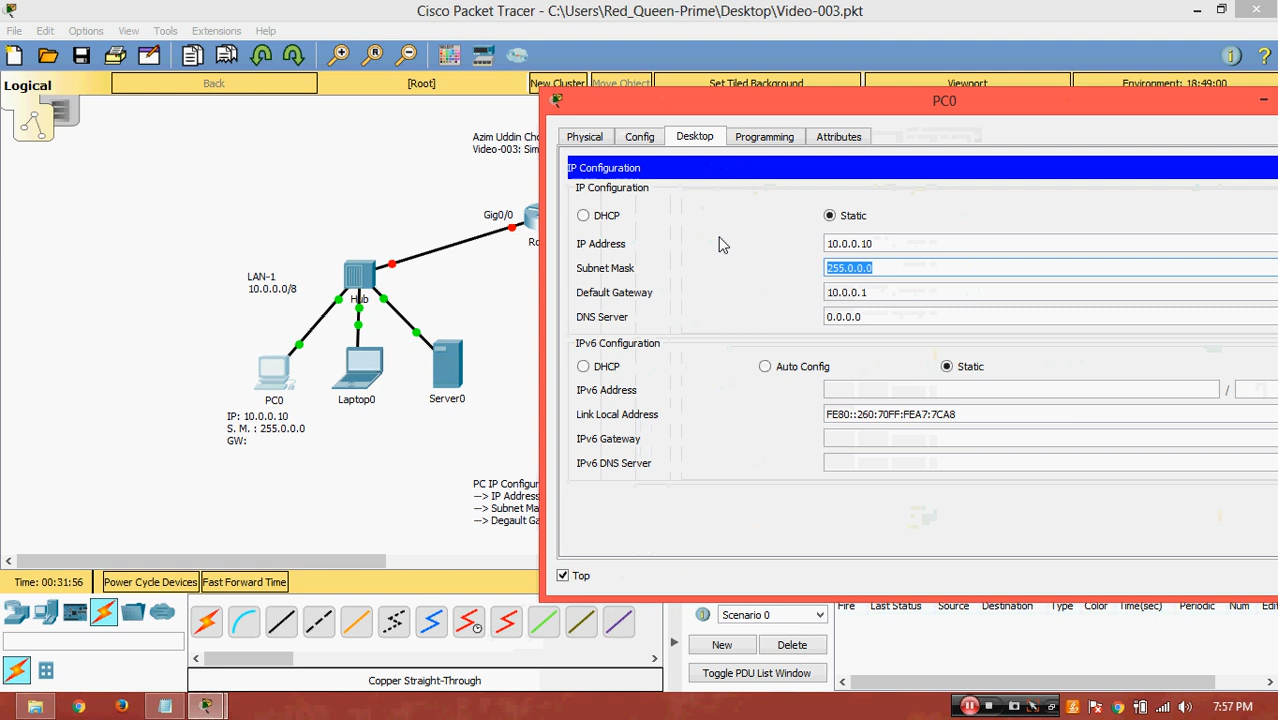 Cisco Packet Tracer - C:\Users\Red_Queen-Prime\Desktop\Video-003.pkt
File Edit Options View Tools Extensions Help
Logical Back [Root] New Cluster Move Object Set Tiled Background Viewport Environment: 18:49:00
PC0
Physical Config Desktop Programming Attributes
IP Configuration
IP Configuration
DHCP Static
IP Address 10.0.0.10
Subnet Mask 255.0.0.0
Default Gateway 10.0.0.1
DNS Server 0.0.0.0
IPv6 Configuration
DHCP Auto Config Static
IPv6 Address /
Link Local Address FE80::260:70FF:FEA7:7CA8
IPv6 Gateway
IPv6 DNS Server
Top
Azim Uddin
Video-003:
Gig0/0
LAN-1
10.0.0.0/8
Hub
PC0
Laptop0
Server0
IP: 10.0.0.10
S. M. : 255.0.0.0
GW:
PC IP
--> IP Address
--> Subnet
--> Degault
Time: 00:31:56 Power Cycle Devices Fast Forward Time
Scenario 0
New Delete
Toggle PDU List Window
Fire Last Status Source Destination Type Color Time(sec) Periodic Num
Copper Straight-Through
7:57 PM